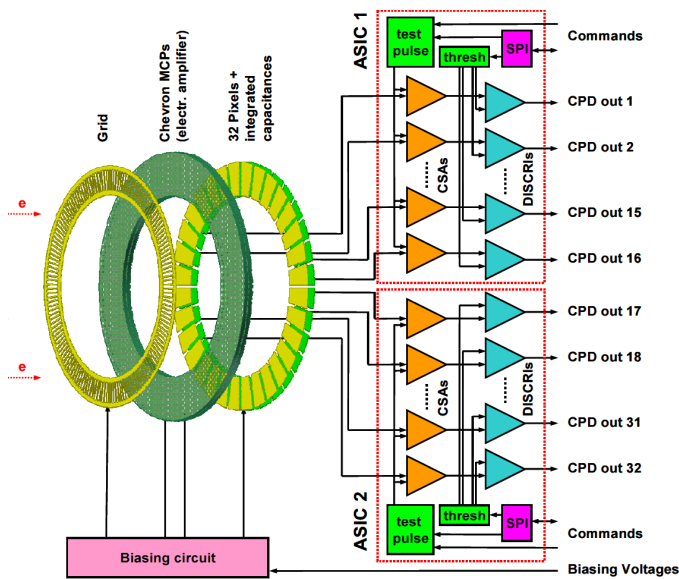 Grid
Chevron MCPs
(electr. amplifier)
32 Pixels +
integrated
capacitances
e
e
Biasing circuit
ASIC 1
test
pulse
thresh
SPI
CSAs
DISCRIs
Commands
CPD out 1
CPD out 2
CPD out 15
CPD out 16
CPD out 17
CPD out 18
CPD out 31
CPD out 32
CSAs
DISCRIs
ASIC 2
test
pulse
thresh
SPI
Commands
Biasing Voltages